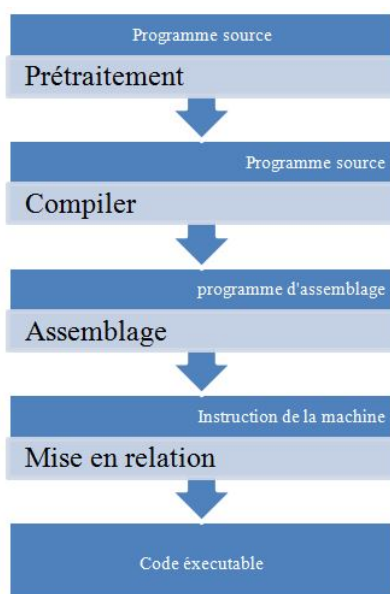 Programme source
Prétraitement
Programme source
Compiler
programme d'assemblage
Assemblage
Instruction de la machine
Mise en relation
Code éxecutable